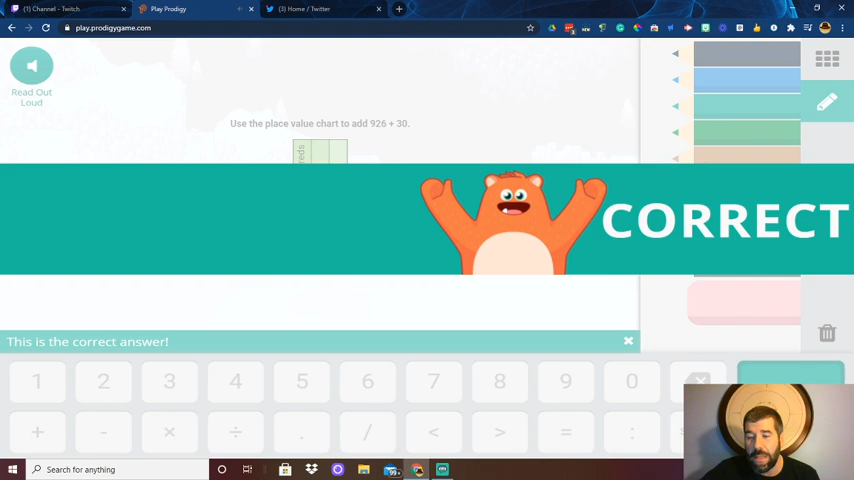 (1) Channel - Twitch
Play Prodigy
(3) Home / Twitter
play.prodigygame.com
Read Out
Loud
Use the place value chart to add 926 + 30.
reds
CORRECT
This is the correct answer!
1 2 3 4 5 6 7 8 9 0
+ - × ÷ . / < > = :
Search for anything
99+